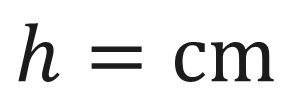 h = cm